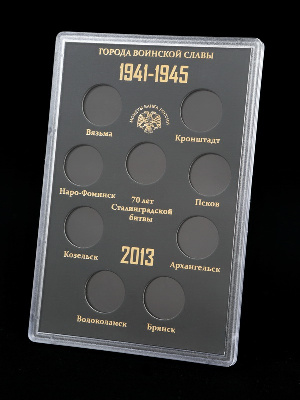 ГОРОДА ВОИНСКОЙ СЛАВЫ
1941-1945
Вязьма
Кронштадт
Наро-Фоминск
70 лет
Сталинградской
битвы
Псков
Козельск
Архангельск
2013
Волоколамск
Брянск